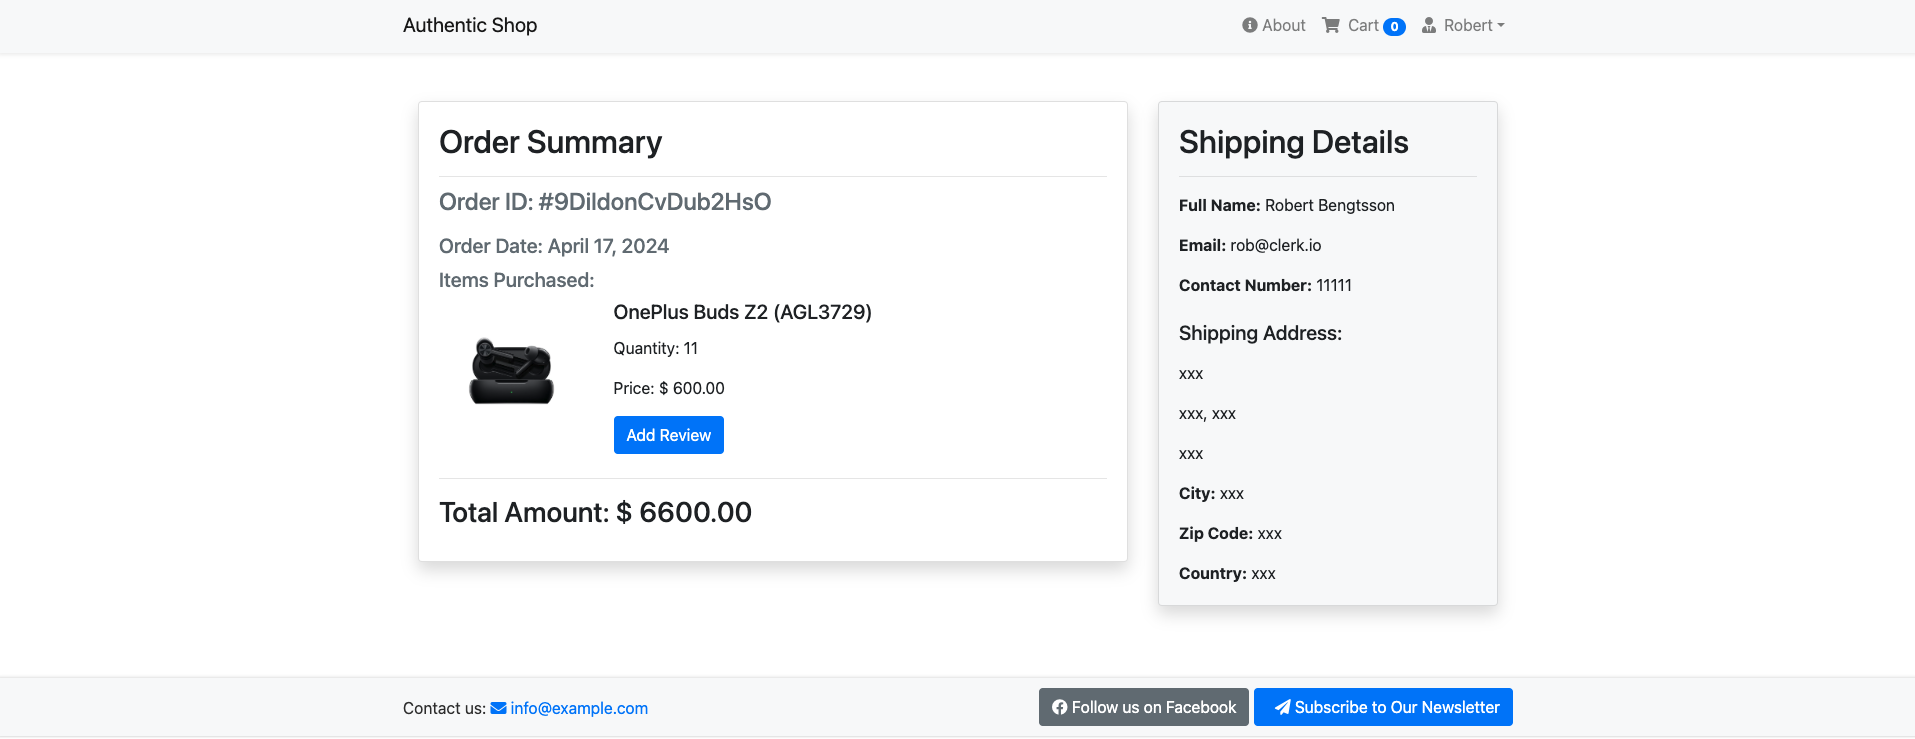 Authentic Shop
About
Cart 0
Robert
Order Summary
Order ID: #9DildonCvDub2HsO
Order Date: April 17, 2024
Items Purchased:
OnePlus Buds Z2 (AGL3729)
Quantity: 11
Price: $ 600.00
Add Review
Total Amount: $ 6600.00
Shipping Details
Full Name: Robert Bengtsson
Email: rob@clerk.io
Contact Number: 11111
Shipping Address:
xxx
xxx, xxx
xxx
City: xxx
Zip Code: xxx
Country: xxx
Contact us: info@example.com
Follow us on Facebook
Subscribe to Our Newsletter